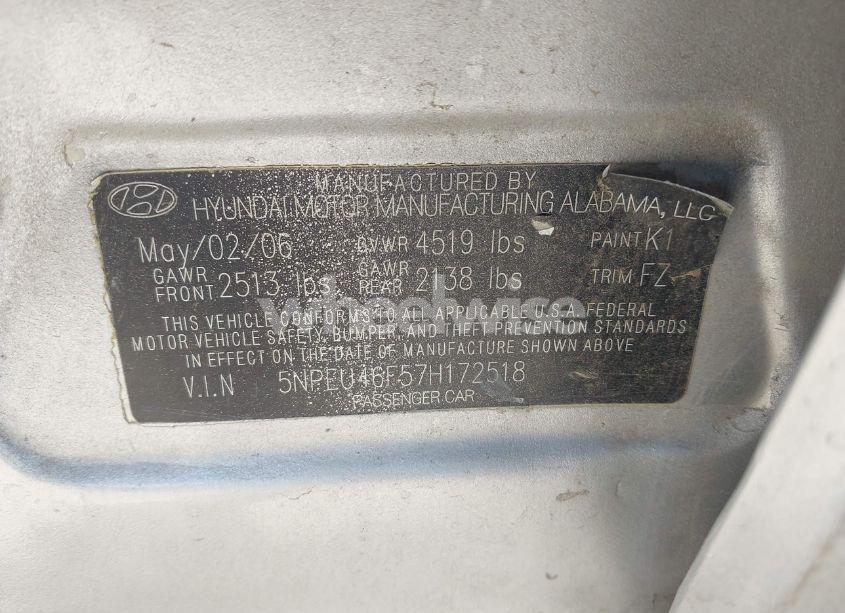 MANUFACTURED BY
HYUNDAI MOTOR MANUFACTURING ALABAMA, LLC
May/02/06 GVWR 4519 lbs PAINT K1
GAWR FRONT 2513 lbs GAWR REAR 2138 lbs TRIM FZ
THIS VEHICLE CONFORMS TO ALL APPLICABLE U.S.A. FEDERAL
MOTOR VEHICLE SAFETY, BUMPER, AND THEFT PREVENTION STANDARDS
IN EFFECT ON THE DATE OF MANUFACTURE SHOWN ABOVE
V.I.N 5NPEU46F57H172518
PASSENGER CAR